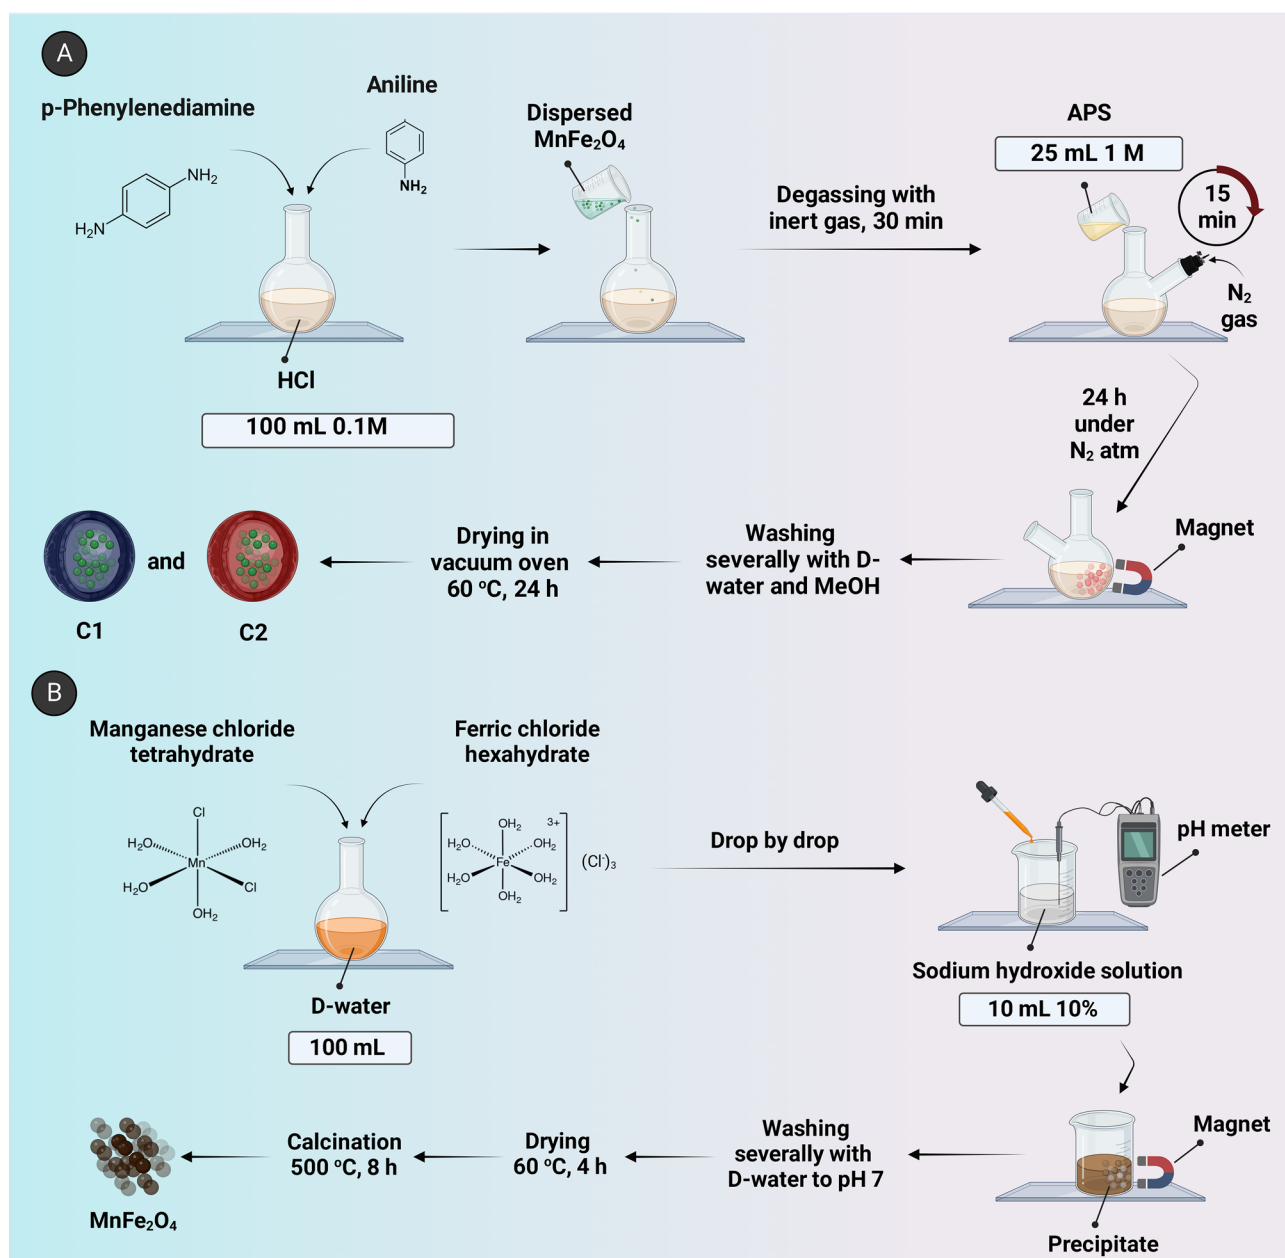 A
p-Phenylenediamine
Aniline
NH₂
H₂N
NH₂
HCl
100 mL 0.1M
Dispersed
MnFe₂O₄
Degassing with
inert gas, 30 min
APS
25 mL 1 M
15
min
N₂
gas
24 h
under
N₂ atm
Magnet
Washing
severally with D-
water and MeOH
Drying in
vacuum oven
60 ºC, 24 h
C1
and
C2
B
Manganese chloride
tetrahydrate
Ferric chloride
hexahydrate
Cl
H₂O
OH₂
Mn
H₂O
Cl
OH₂
OH₂
3+
H₂O
OH₂
Fe
H₂O
OH₂
OH₂
(Cl⁻)₃
D-water
100 mL
Drop by drop
pH meter
Sodium hydroxide solution
10 mL 10%
Magnet
Precipitate
Washing
severally with
D-water to pH 7
Drying
60 ºC, 4 h
Calcination
500 ºC, 8 h
MnFe₂O₄